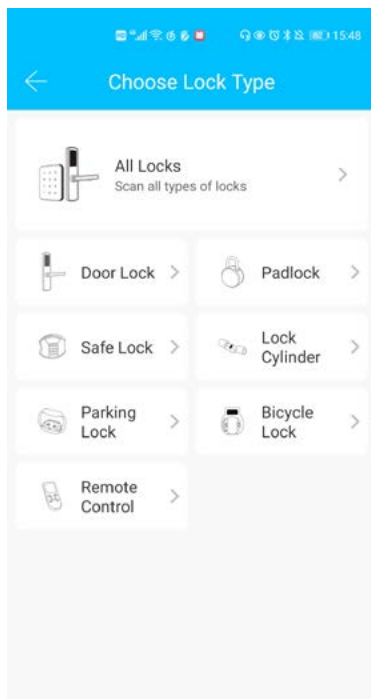 15:48
Choose Lock Type
All Locks
Scan all types of locks
Door Lock
Padlock
Safe Lock
Lock
Cylinder
Parking
Lock
Bicycle
Lock
Remote
Control